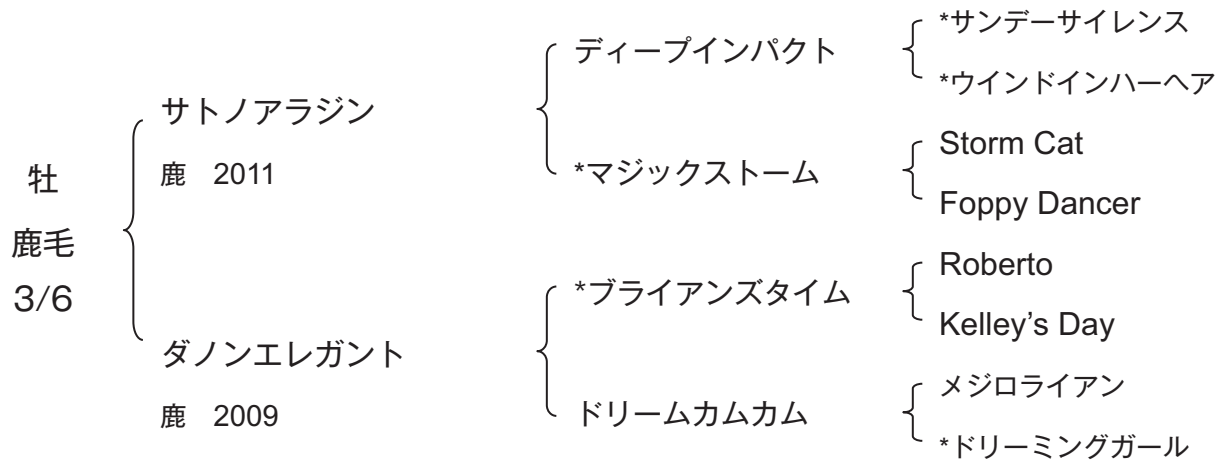 牡
鹿毛
3/6
サトノアラジン
鹿 2011
ダノンエレガント
鹿 2009
ディープインパクト
*マジックストーム
*ブライアンズタイム
ドリームカムカム
*サンデーサイレンス
*ウインドインハーヘア
Storm Cat
Foppy Dancer
Roberto
Kelley’s Day
メジロライアン
*ドリーミングガール